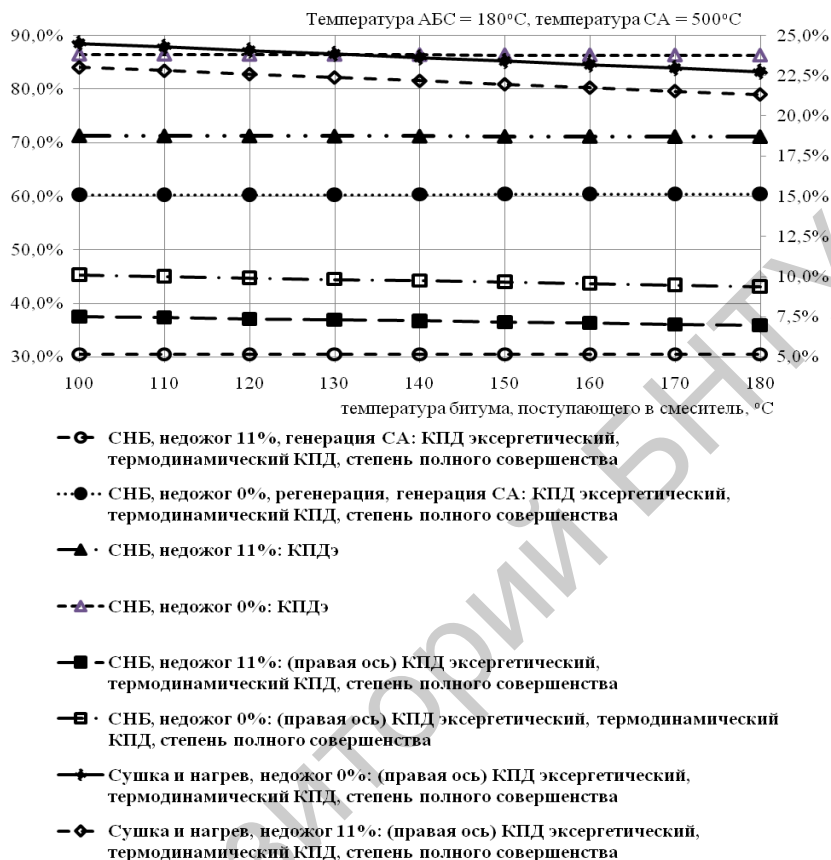 Температура АБС = 180°С, температура СА = 500°С
90,0%
80,0%
70,0%
60,0%
50,0%
40,0%
30,0%
25,0%
22,5%
20,0%
17,5%
15,0%
12,5%
10,0%
7,5%
5,0%
100 110 120 130 140 150 160 170 180
температура битума, поступающего в смеситель, °С
СНБ, недожог 11%, генерация СА: КПД эксергетический,
термодинамический КПД, степень полного совершенства
СНБ, недожог 0%, регенерация, генерация СА: КПД эксергетический,
термодинамический КПД, степень полного совершенства
СНБ, недожог 11%: КПДэ
СНБ, недожог 0%: КПДэ
СНБ, недожог 11%: (правая ось) КПД эксергетический,
термодинамический КПД, степень полного совершенства
СНБ, недожог 0%: (правая ось) КПД эксергетический, термодинамический
КПД, степень полного совершенства
Сушка и нагрев, недожог 0%: (правая ось) КПД эксергетический,
термодинамический КПД, степень полного совершенства
Сушка и нагрев, недожог 11%: (правая ось) КПД эксергетический,
термодинамический КПД, степень полного совершенства
зиторий БНТУ